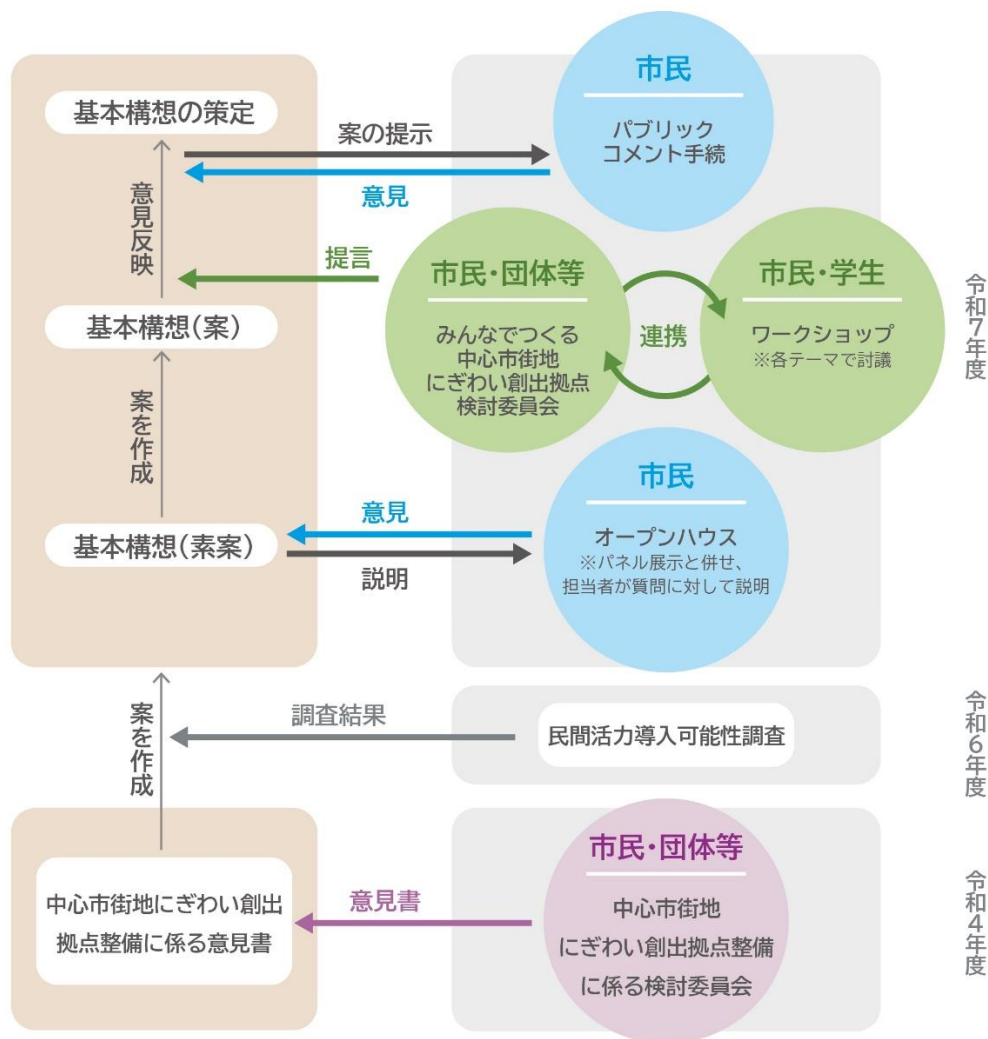 市民
パブリック
コメント手続
基本構想の策定
案の提示
意見
意見反映
提言
市民・団体等
みんなでつくる
中心市街地
にぎわい創出拠点
検討委員会
連携
市民・学生
ワークショップ
※各テーマで討議
令和7年度
基本構想(案)
案を作成
市民
オープンハウス
※パネル展示と併せ、
担当者が質問に対して説明
意見
基本構想(素案)
説明
案を作成
調査結果
民間活力導入可能性調査
令和6年度
市民・団体等
中心市街地
にぎわい創出拠点整備
に係る検討委員会
意見書
中心市街地にぎわい創出
拠点整備に係る意見書
令和4年度